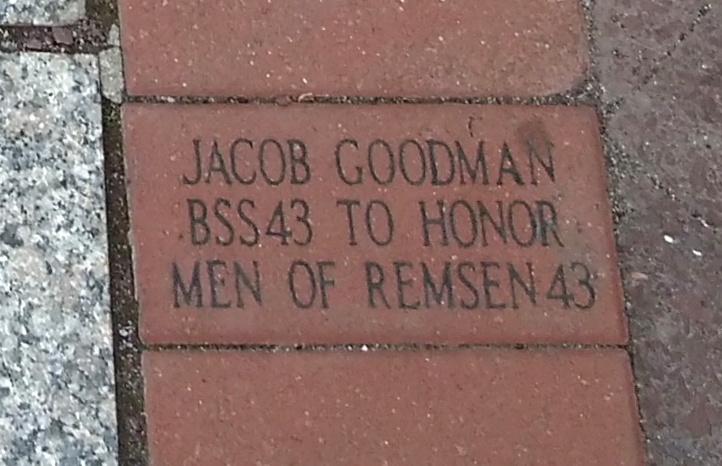 JACOB GOODMAN
BSS43 TO HONOR
MEN OF REMSEN 43